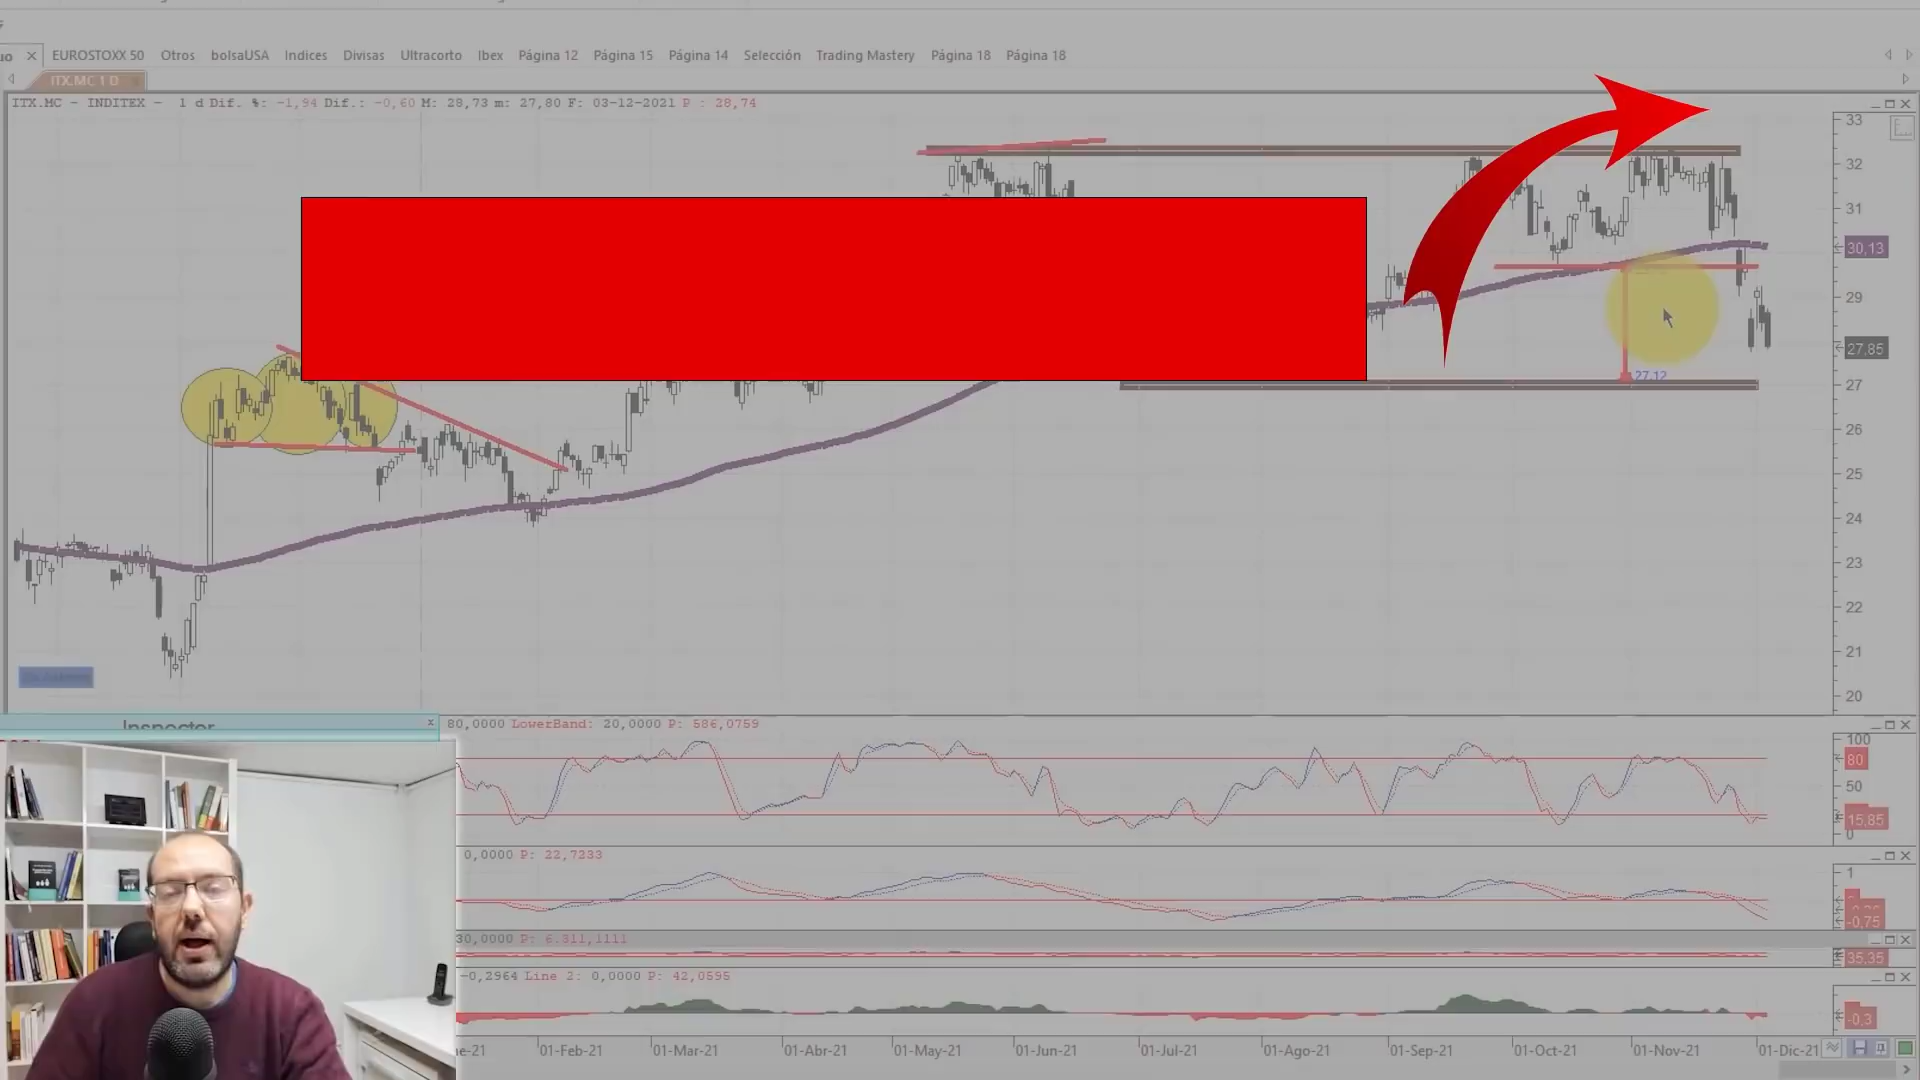 EUROSTOXX 50 Otros bolsaUSA Indices Divisas Ultracorto Ibex Página 12 Página 15 Página 14 Selección Trading Mastery Página 18 Página 18
ITX.MC 1 D
ITX.MC - INDITEX - 1 d Dif. %: -1,94 Dif.: -0,60 M: 28,73 m: 27,80 F: 03-12-2021 P : 28,74
33
32
31
30,13
29
27,85
27,12
27
26
25
24
23
22
21
20
Inspector
80,0000 LowerBand: 20,0000 P: 586,0759
100
80
50
15,85
0
0,0000 P: 22,7233
1
-0,75
30,0000 P: 6.311,1111
35,35
-0,2964 Line 2: 0,0000 P: 42,0595
-0,3
ne-21 01-Feb-21 01-Mar-21 01-Abr-21 01-May-21 01-Jun-21 01-Jul-21 01-Ago-21 01-Sep-21 01-Oct-21 01-Nov-21 01-Dic-21